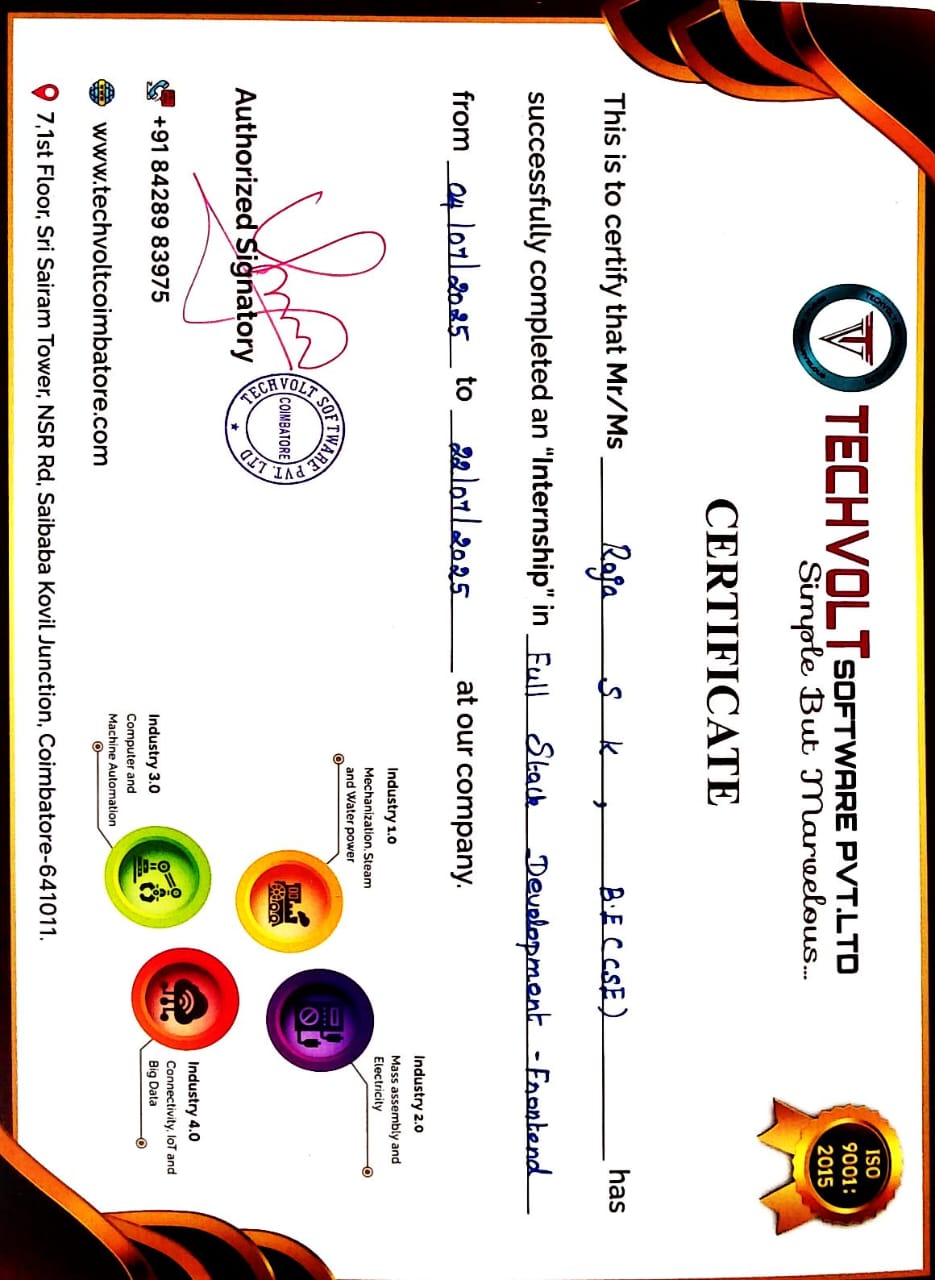 TECHVOLT SOFTWARE PVT.LTD
Simple But Marvelous...
ISO
9001:
2015
CERTIFICATE
This is to certify that Mr/Ms Roja S K , B.E (CSE) has
successfully completed an "Internship" in Full Stack Development - Frontend
from 04/07/2025 to 22/07/2025 at our company.
Authorized Signatory
TECHVOLT SOFTWARE PVT. LTD
COIMBATORE
+91 84289 83975
www.techvoltcoimbatore.com
7,1st Floor, Sri Sairam Tower, NSR Rd, Saibaba Kovil Junction, Coimbatore-641011.
Industry 1.0
Mechanization. Steam
and Water power
Industry 2.0
Mass assembly and
Electricity
Industry 3.0
Computer and
Machine Automation
Industry 4.0
Connectivity, IoT and
Big Data